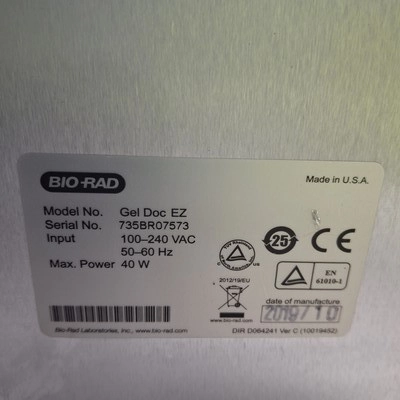 BIO-RAD
Made in U.S.A.
Model No. Gel Doc EZ
Serial No. 735BR07573
Input 100–240 VAC
50–60 Hz
Max. Power 40 W
25
CE
2012/19/EU
EN
61010-1
date of manufacture
2019/10
Bio-Rad Laboratories, Inc., www.bio-rad.com
DIR D064241 Ver C (10019452)